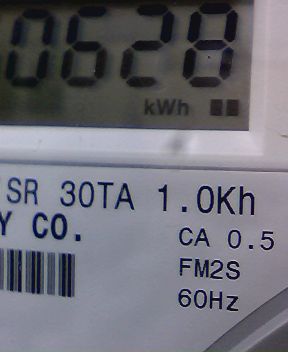 0628
kWh
SR 30TA 1.0Kh
Y CO.
CA 0.5
FM2S
60Hz